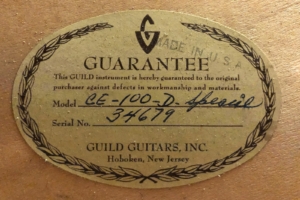 G
MADE IN U.S.A.
GUARANTEE
This GUILD instrument is hereby guaranteed to the original
purchaser against defects in workmanship and materials.
Model CE-100-D-Special
Serial No. 34679
GUILD GUITARS, INC.
Hoboken, New Jersey